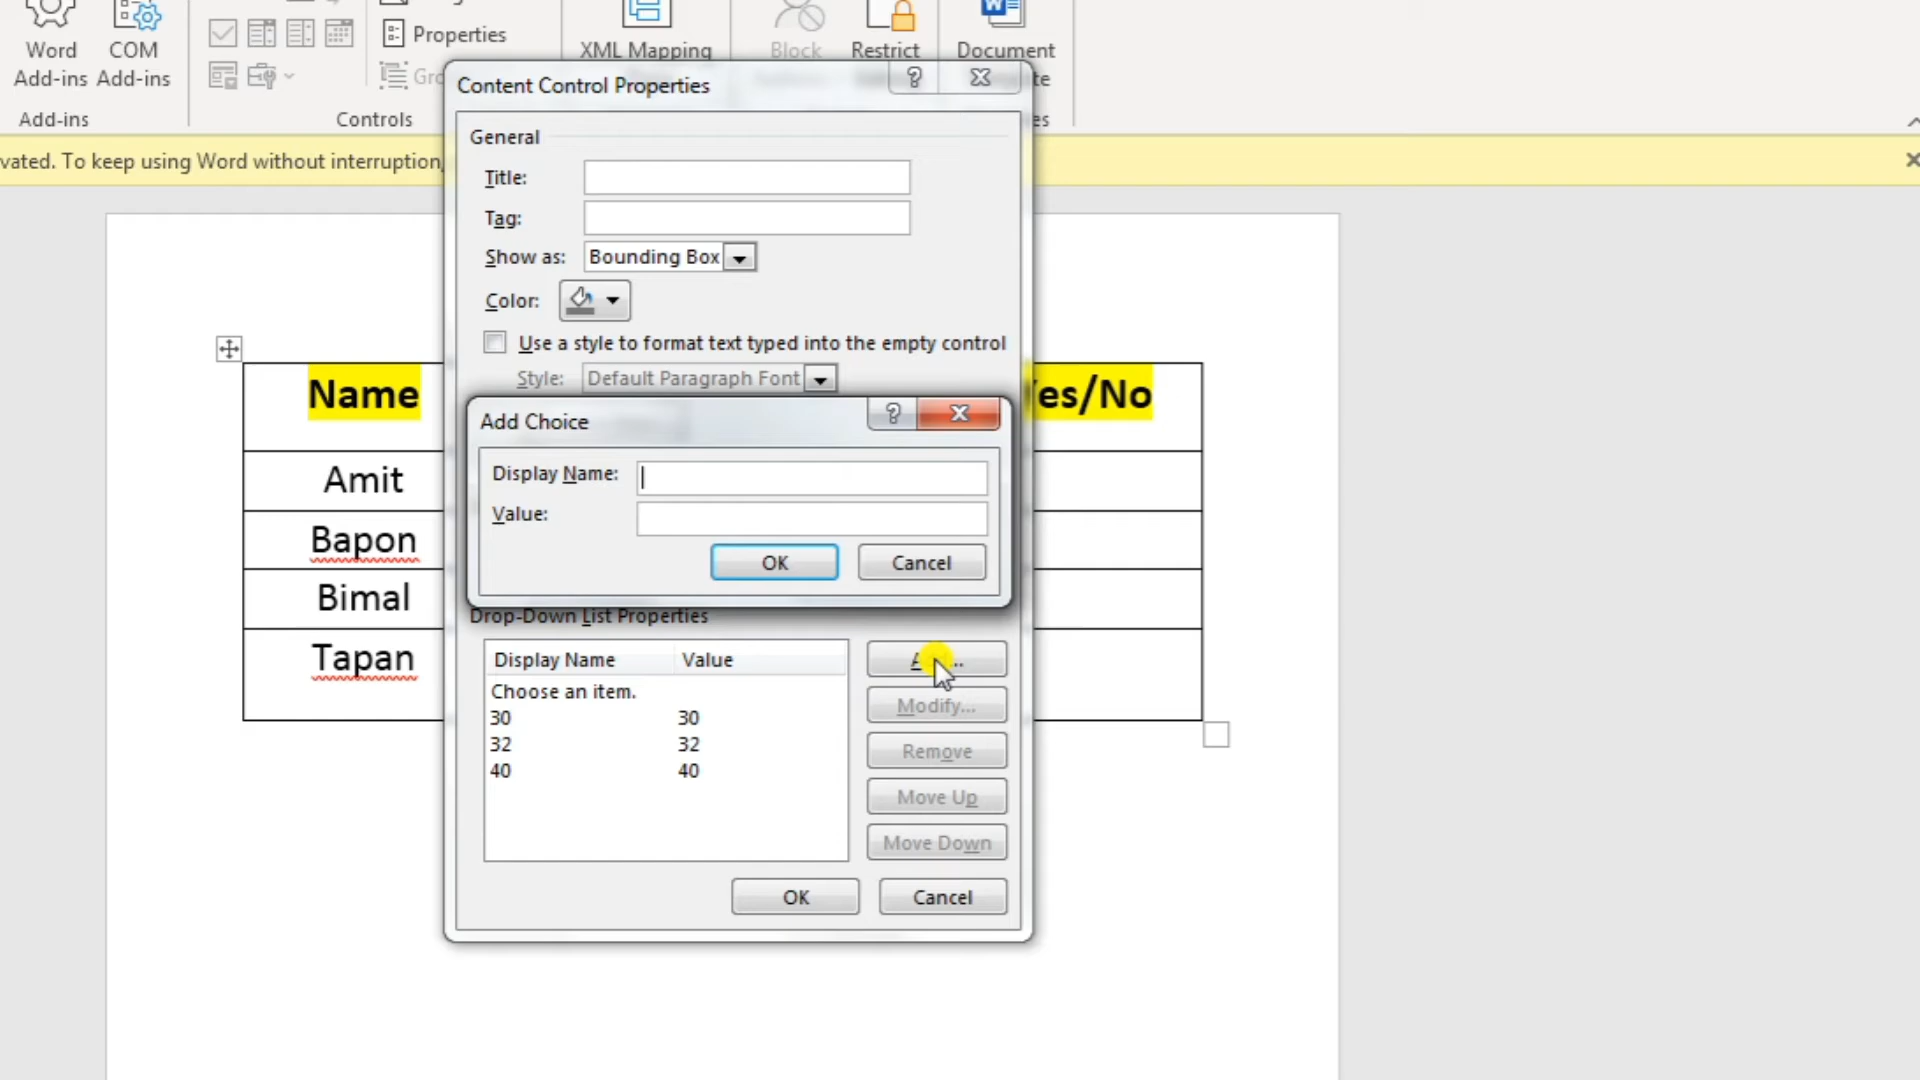 Word
Add-ins
COM
Add-ins
Properties
XML Mapping
Block
Restrict
Document
Add-ins
Controls
Content Control Properties
vated. To keep using Word without interruption,
General
Title:
Tag:
Show as: Bounding Box
Color:
Use a style to format text typed into the empty control
Style: Default Paragraph Font
Name
Yes/No
Add Choice
Display Name:
Value:
OK
Cancel
Amit
Bapon
Bimal
Tapan
Drop-Down List Properties
Display Name Value
Choose an item.
30 30
32 32
40 40
Modify...
Remove
Move Up
Move Down
OK
Cancel